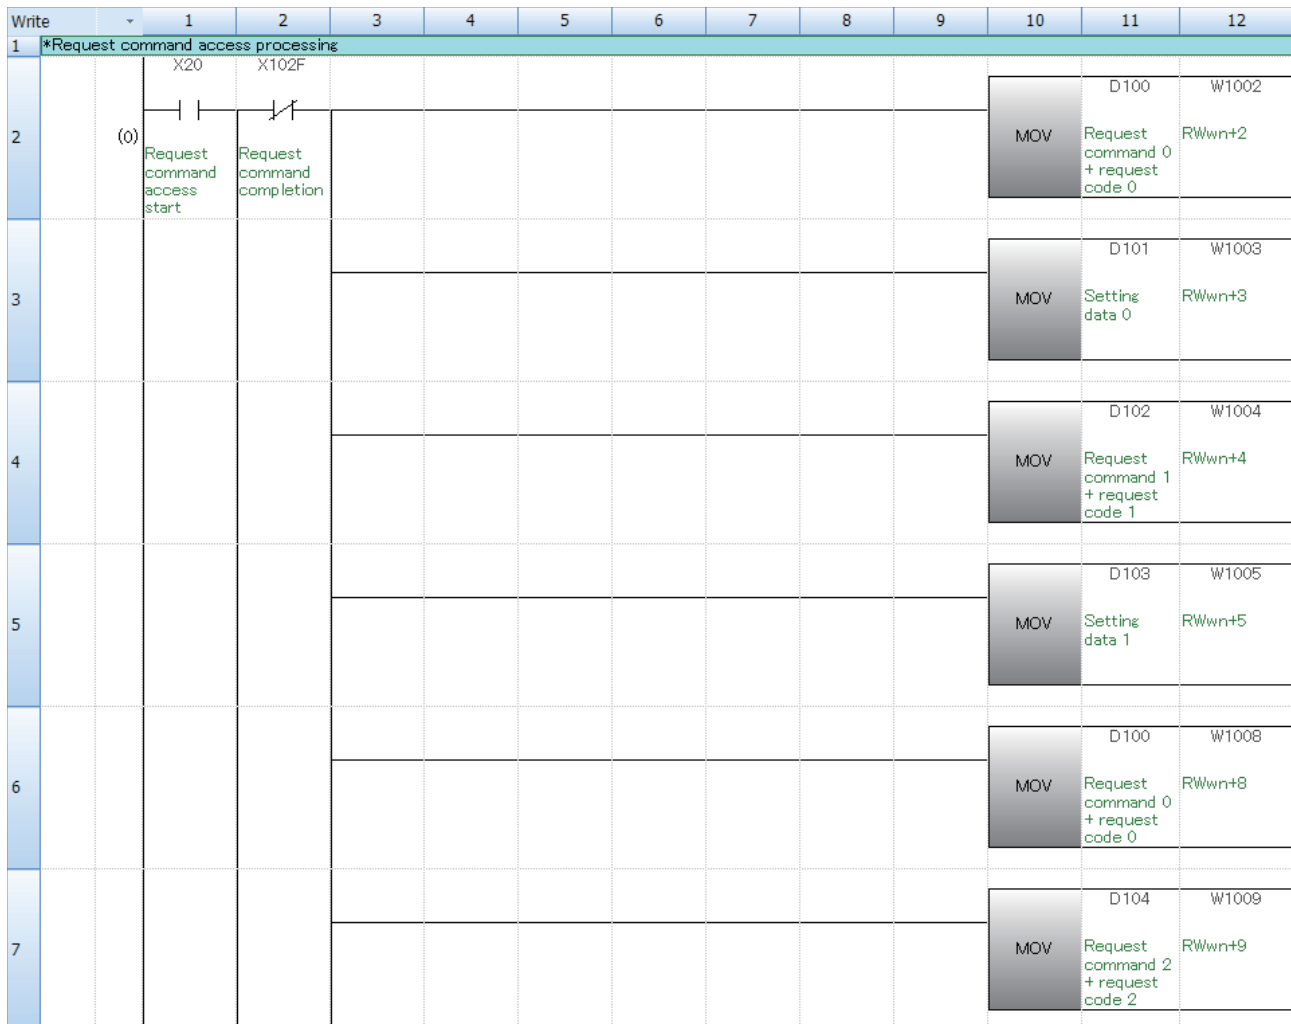 Write 1 2 3 4 5 6 7 8 9 10 11 12
1 *Request command access processing
X20 X102F D100 W1002
2 (0) MOV
Request
command
access
start
Request
command
completion
Request
command 0
+ request
code 0
RWwn+2
D101 W1003
3 MOV
Setting
data 0
RWwn+3
D102 W1004
4 MOV
Request
command 1
+ request
code 1
RWwn+4
D103 W1005
5 MOV
Setting
data 1
RWwn+5
D100 W1008
6 MOV
Request
command 0
+ request
code 0
RWwn+8
D104 W1009
7 MOV
Request
command 2
+ request
code 2
RWwn+9